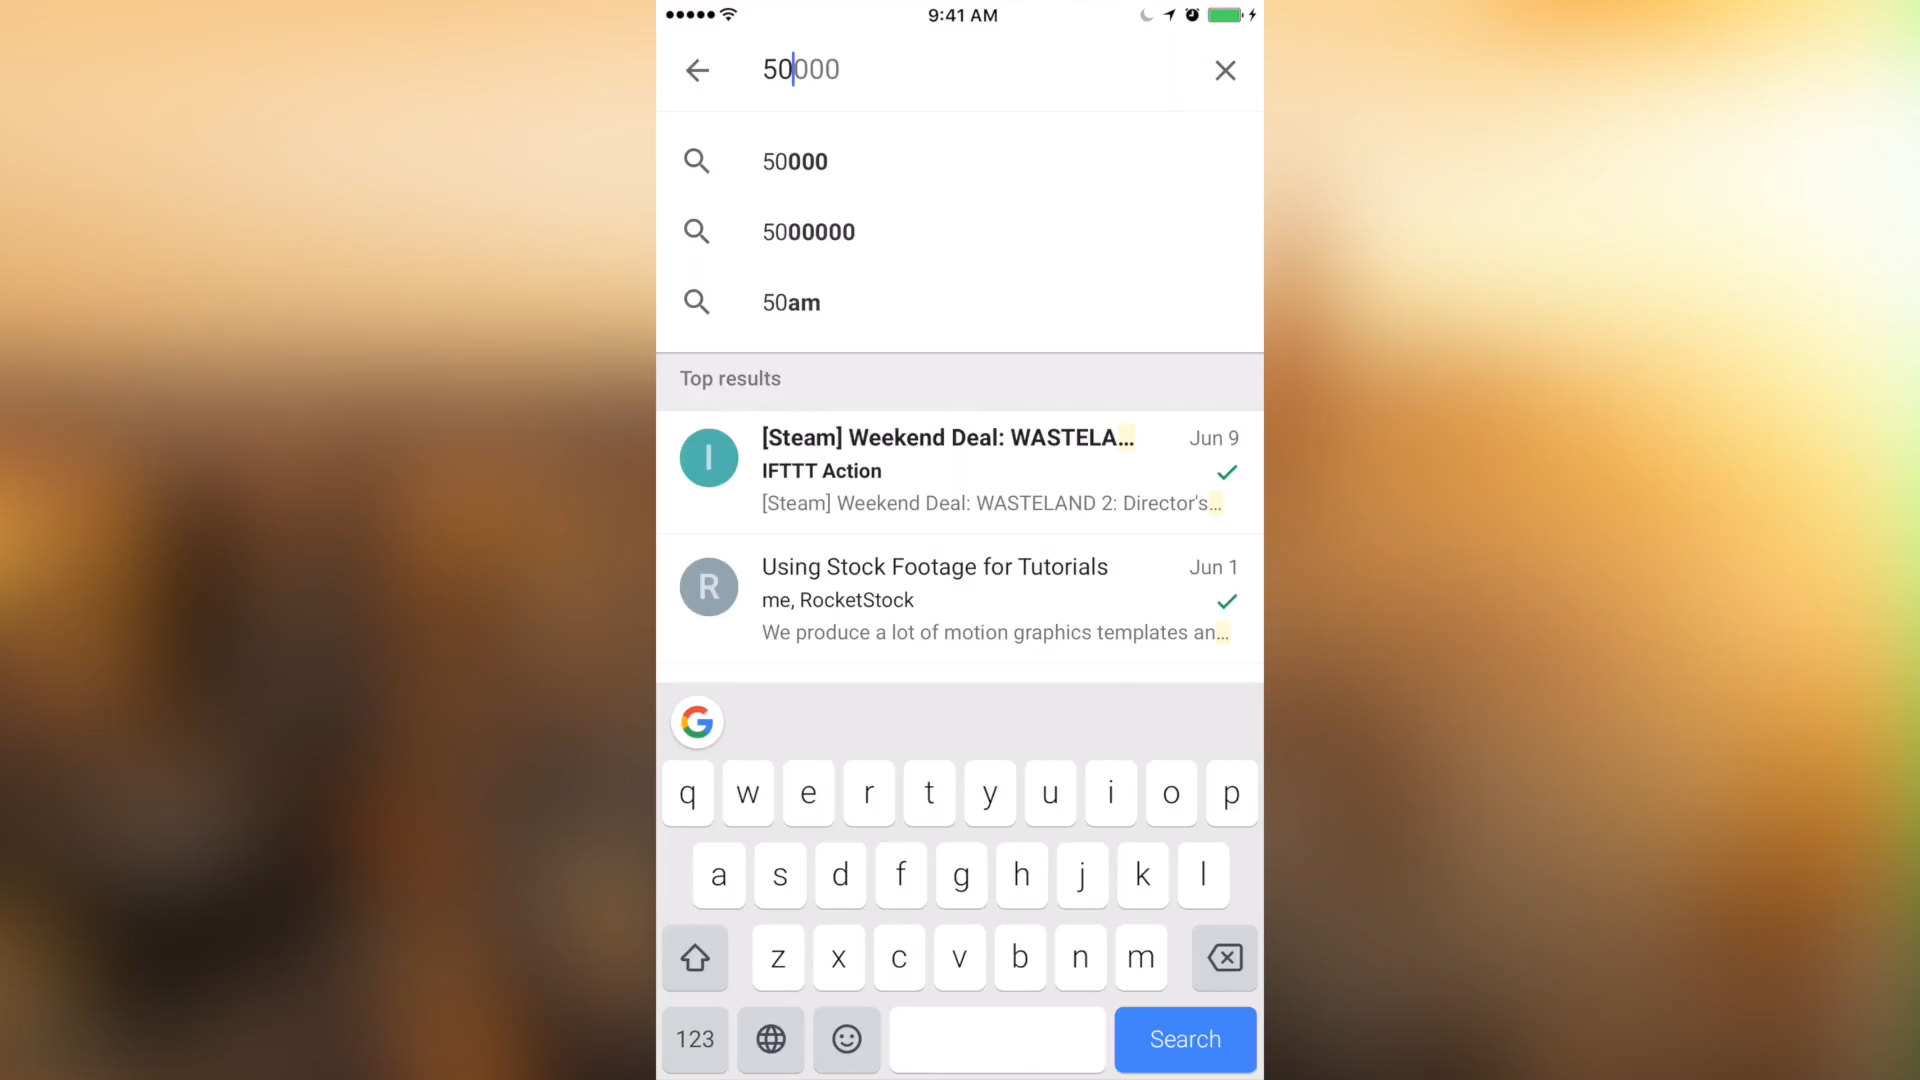 9:41 AM
50000
50000
5000000
50am
Top results
I
[Steam] Weekend Deal: WASTELA... Jun 9
IFTTT Action
[Steam] Weekend Deal: WASTELAND 2: Director's...
R
Using Stock Footage for Tutorials Jun 1
me, RocketStock
We produce a lot of motion graphics templates an...
G
q w e r t y u i o p
a s d f g h j k l
z x c v b n m
123 Search